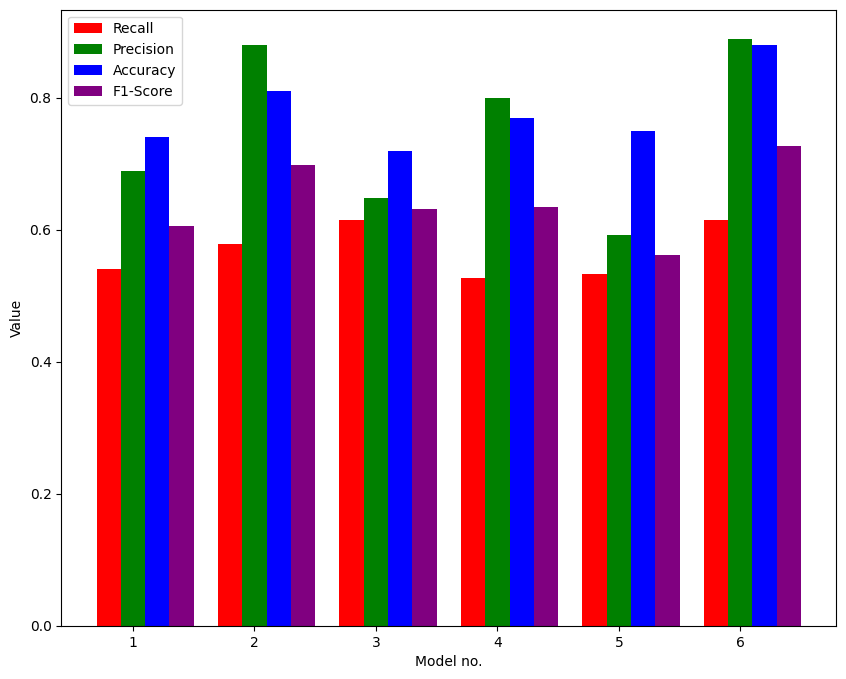 Recall
Precision
Accuracy
F1-Score
0.8
0.6
0.4
0.2
0.0
Value
1 2 3 4 5 6
Model no.